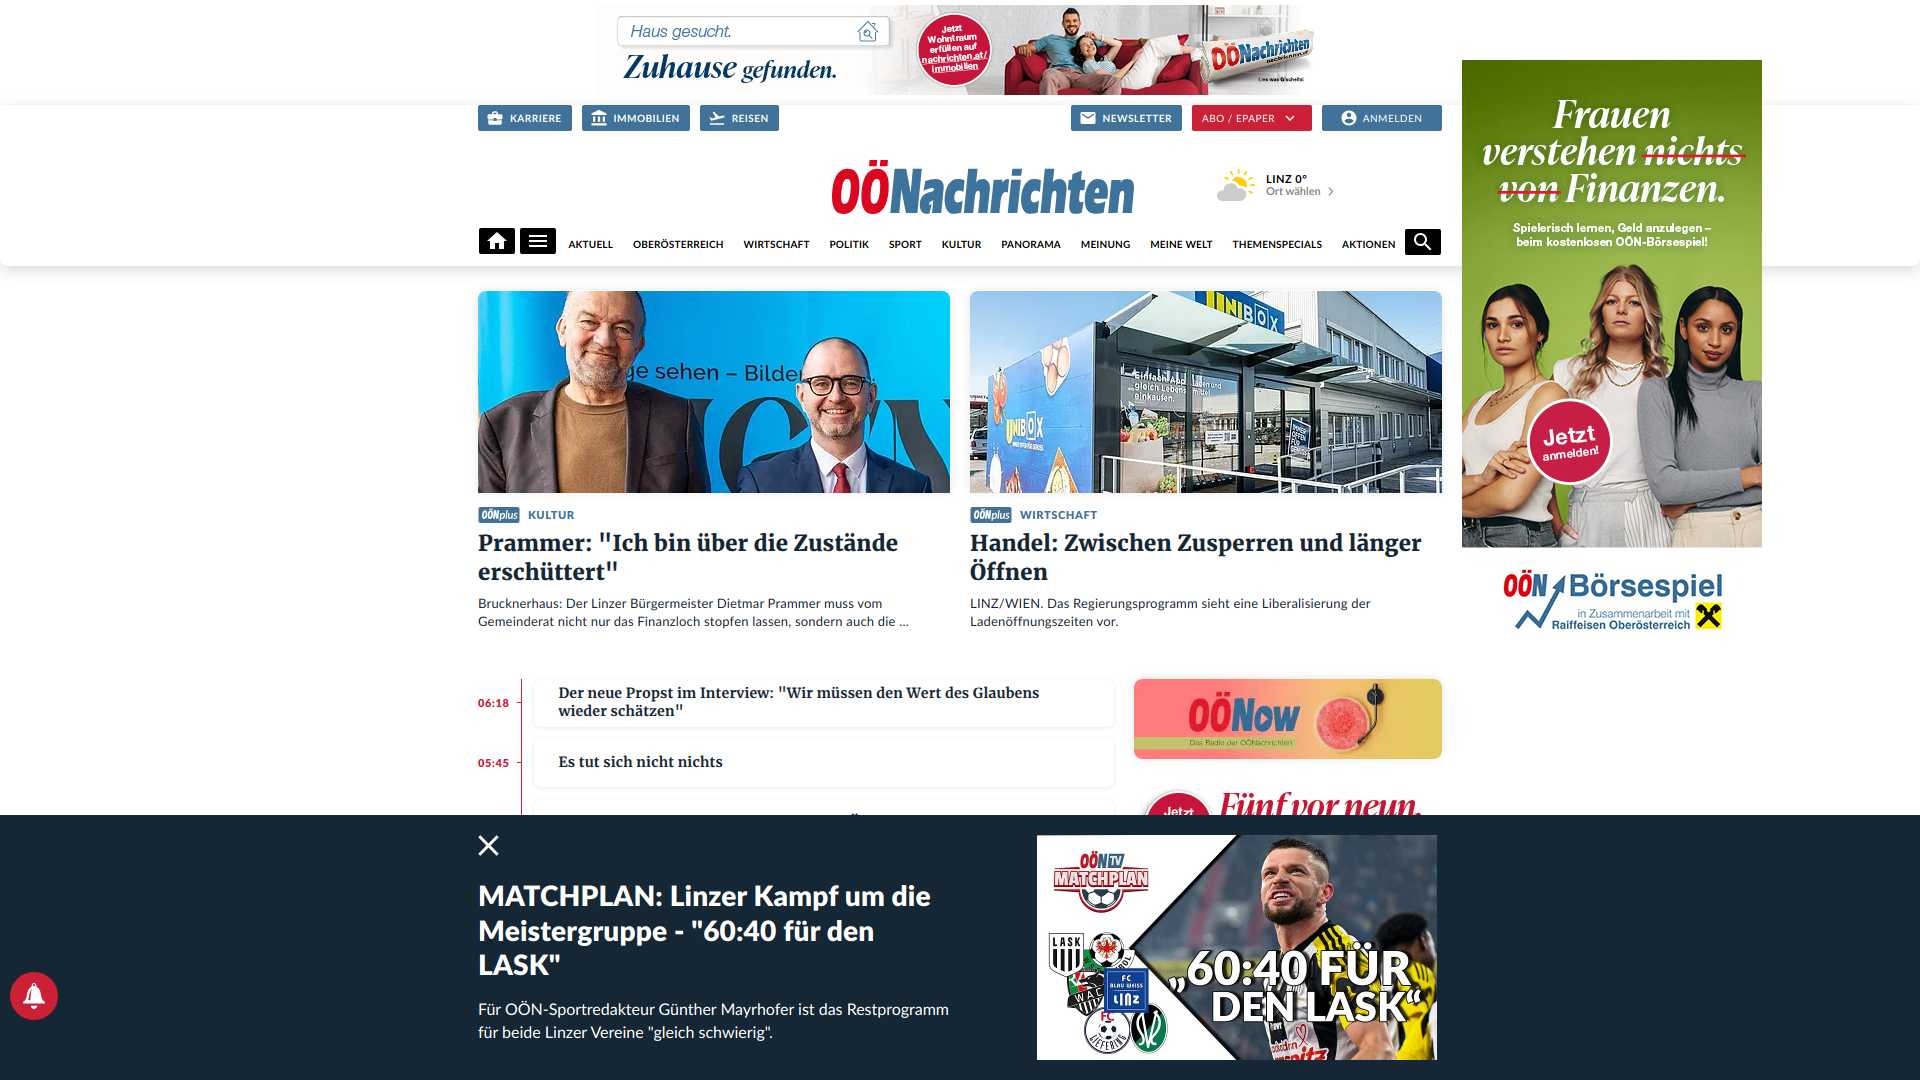 Haus gesucht.
Zuhause gefunden.
Jetzt
Wohntraum
erfüllen auf
nachrichten.at/
immobilien
OÖNachrichten
Lies was G'scheits!
KARRIERE
IMMOBILIEN
REISEN
NEWSLETTER
ABO / EPAPER
ANMELDEN
OÖNachrichten
LINZ 0°
Ort wählen
AKTUELL
OBERÖSTERREICH
WIRTSCHAFT
POLITIK
SPORT
KULTUR
PANORAMA
MEINUNG
MEINE WELT
THEMENSPECIALS
AKTIONEN
Frauen
verstehen nichts
von Finanzen.
Spielerisch lernen, Geld anzulegen –
beim kostenlosen OÖN-Börsespiel!
Jetzt
anmelden!
OÖN Börsespiel
in Zusammenarbeit mit
Raiffeisen Oberösterreich
ge sehen – Bilder
UNIBOX
UNIBOX
OÖNplus KULTUR
Prammer: "Ich bin über die Zustände
erschüttert"
Brucknerhaus: Der Linzer Bürgermeister Dietmar Prammer muss vom
Gemeinderat nicht nur das Finanzloch stopfen lassen, sondern auch die ...
OÖNplus WIRTSCHAFT
Handel: Zwischen Zusperren und länger
Öffnen
LINZ/WIEN. Das Regierungsprogramm sieht eine Liberalisierung der
Ladenöffnungszeiten vor.
06:18
Der neue Propst im Interview: "Wir müssen den Wert des Glaubens
wieder schätzen"
05:45
Es tut sich nicht nichts
OÖNow
Das Radio der OÖNachrichten
Jetzt
Fünf vor neun.
MATCHPLAN: Linzer Kampf um die
Meistergruppe - "60:40 für den
LASK"
Für OÖN-Sportredakteur Günther Mayrhofer ist das Restprogramm
für beide Linzer Vereine "gleich schwierig".
OÖN TV
MATCHPLAN
LASK
WAC
FC
BLAU WEISS
LINZ
FC
LIEFERING
„60:40 FÜR
DEN LASK“